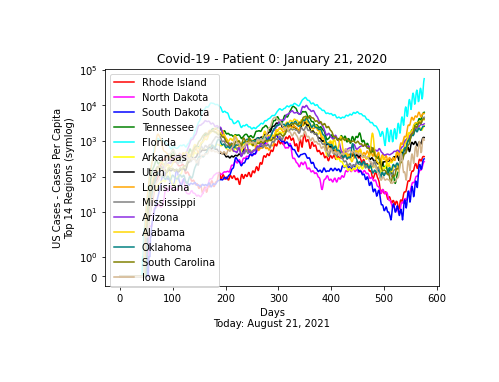 Covid-19 - Patient 0: January 21, 2020
US Cases - Cases Per Capita
Top 14 Regions (symlog)
10^5
10^4
10^3
10^2
10^1
10^0
0
Rhode Island
North Dakota
South Dakota
Tennessee
Florida
Arkansas
Utah
Louisiana
Mississippi
Arizona
Alabama
Oklahoma
South Carolina
Iowa
0 100 200 300 400 500 600
Days
Today: August 21, 2021